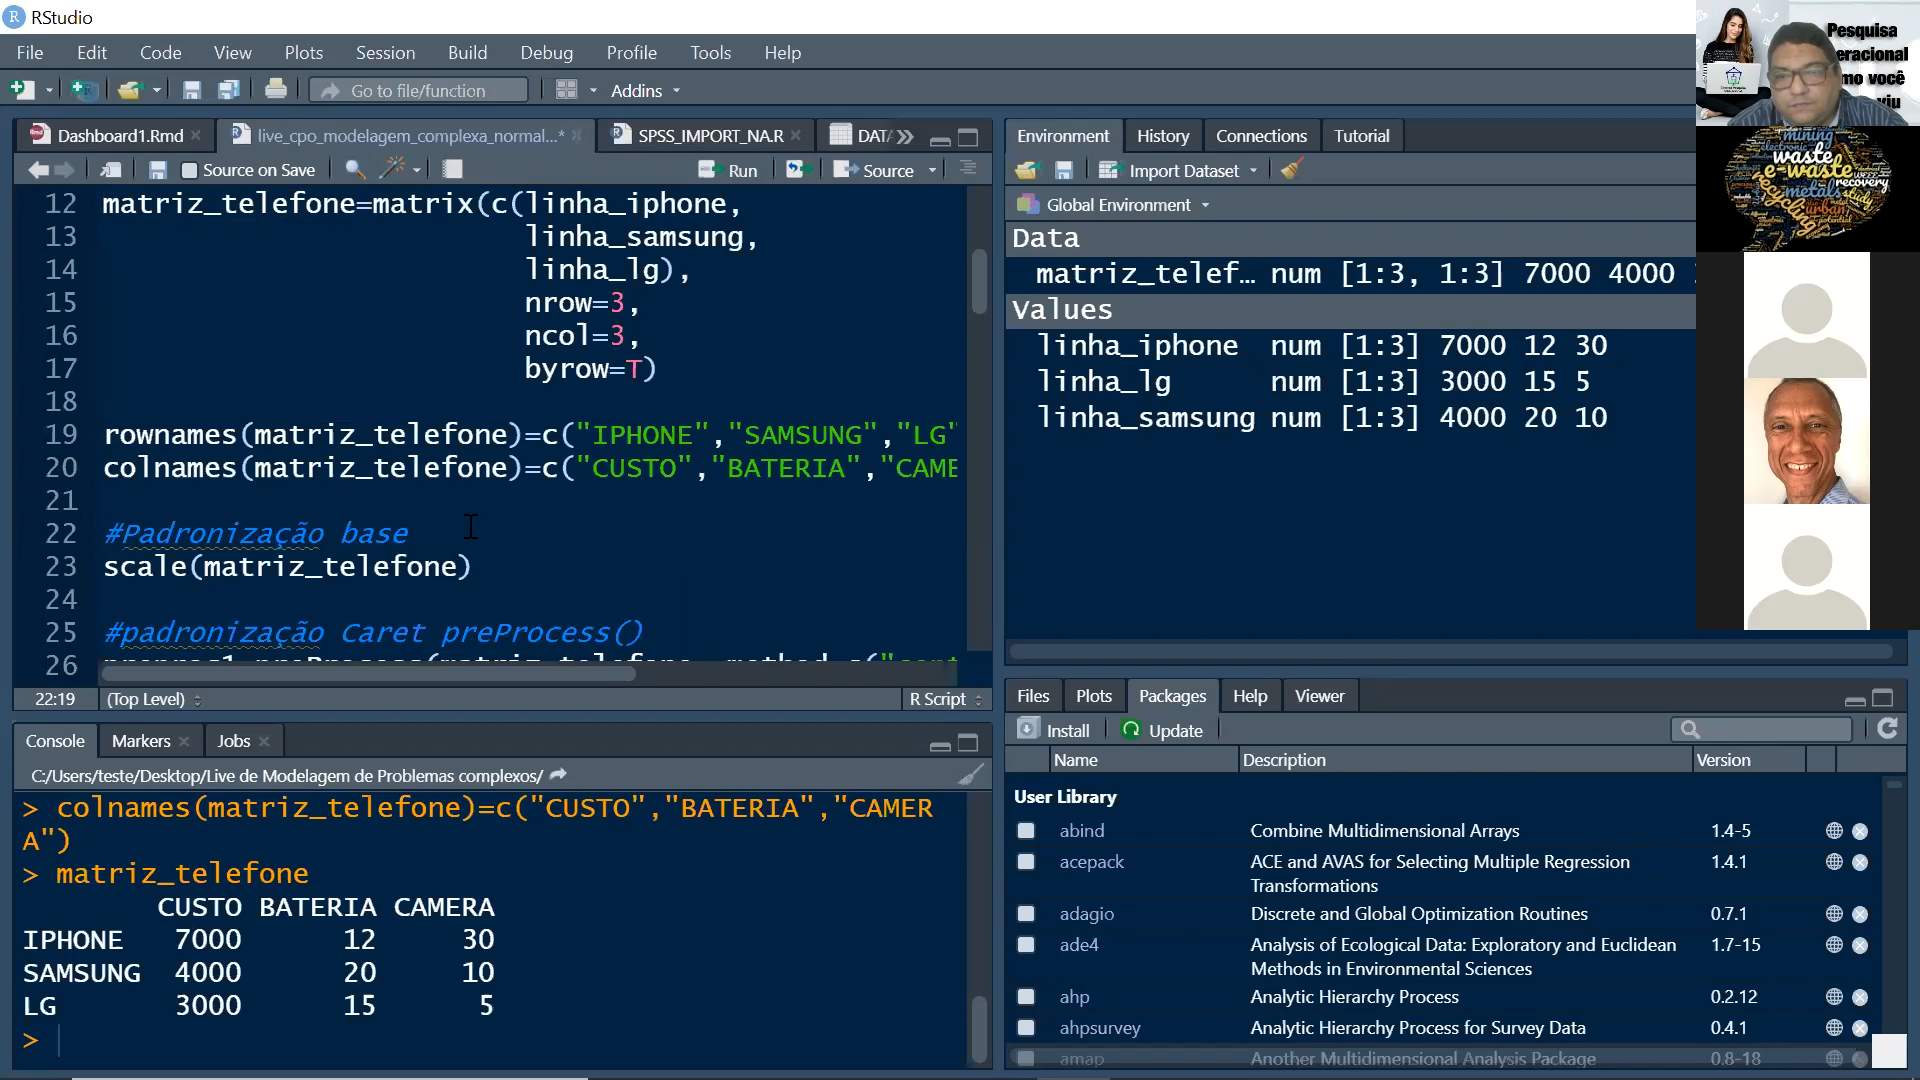 RStudio
File Edit Code View Plots Session Build Debug Profile Tools Help
Go to file/function Addins
Dashboard1.Rmd live_cpo_modelagem_complexa_normal...* SPSS_IMPORT_NA.R
Source on Save Run Source
12 matriz_telefone=matrix(c(linha_iphone,
13 linha_samsung,
14 linha_lg),
15 nrow=3,
16 ncol=3,
17 byrow=T)
18
19 rownames(matriz_telefone)=c("IPHONE","SAMSUNG","LG"
20 colnames(matriz_telefone)=c("CUSTO","BATERIA","CAME
21
22 #Padronização base
23 scale(matriz_telefone)
24
25 #padronização Caret preProcess()
26
22:19 (Top Level) R Script
Console Markers Jobs
C:/Users/teste/Desktop/Live de Modelagem de Problemas complexos/
> colnames(matriz_telefone)=c("CUSTO","BATERIA","CAMER
A")
> matriz_telefone
CUSTO BATERIA CAMERA
IPHONE 7000 12 30
SAMSUNG 4000 20 10
LG 3000 15 5
>
Environment History Connections Tutorial
Import Dataset
Global Environment
Data
matriz_telef… num [1:3, 1:3] 7000 4000
Values
linha_iphone num [1:3] 7000 12 30
linha_lg num [1:3] 3000 15 5
linha_samsung num [1:3] 4000 20 10
Files Plots Packages Help Viewer
Install Update
Name Description Version
User Library
abind Combine Multidimensional Arrays 1.4-5
acepack ACE and AVAS for Selecting Multiple Regression 1.4.1
Transformations
adagio Discrete and Global Optimization Routines 0.7.1
ade4 Analysis of Ecological Data: Exploratory and Euclidean 1.7-15
Methods in Environmental Sciences
ahp Analytic Hierarchy Process 0.2.12
ahpsurvey Analytic Hierarchy Process for Survey Data 0.4.1
amap Another Multidimensional Analysis Package 0.8-18
Pesquisa
eracional
mo você
viu
mining
waste
e-waste
recovery
metals
urban
recycling